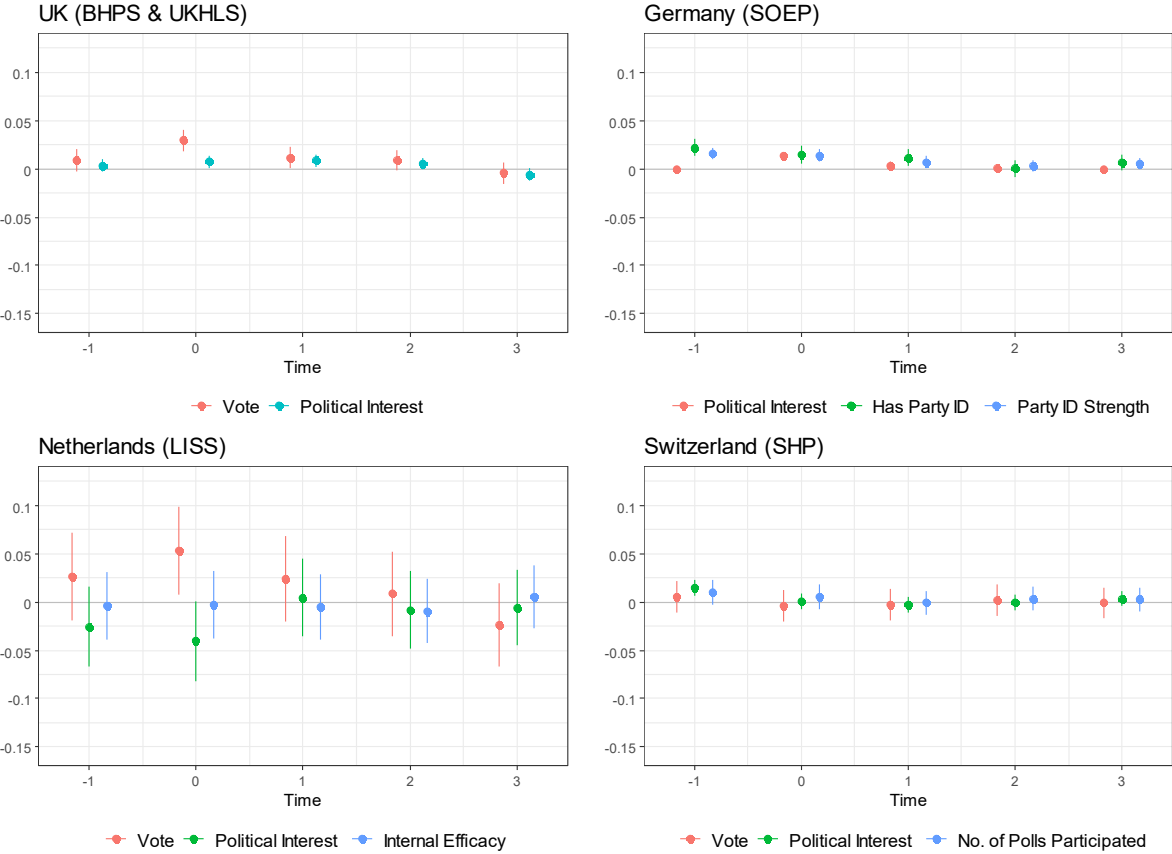 UK (BHPS & UKHLS)
0.1
0.05
0
-0.05
-0.1
-0.15
-1 0 1 2 3
Time
Vote Political Interest
Germany (SOEP)
0.1
0.05
0
-0.05
-0.1
-0.15
-1 0 1 2 3
Time
Political Interest Has Party ID Party ID Strength
Netherlands (LISS)
0.1
0.05
0
-0.05
-0.1
-0.15
-1 0 1 2 3
Time
Vote Political Interest Internal Efficacy
Switzerland (SHP)
0.1
0.05
0
-0.05
-0.1
-0.15
-1 0 1 2 3
Time
Vote Political Interest No. of Polls Participated